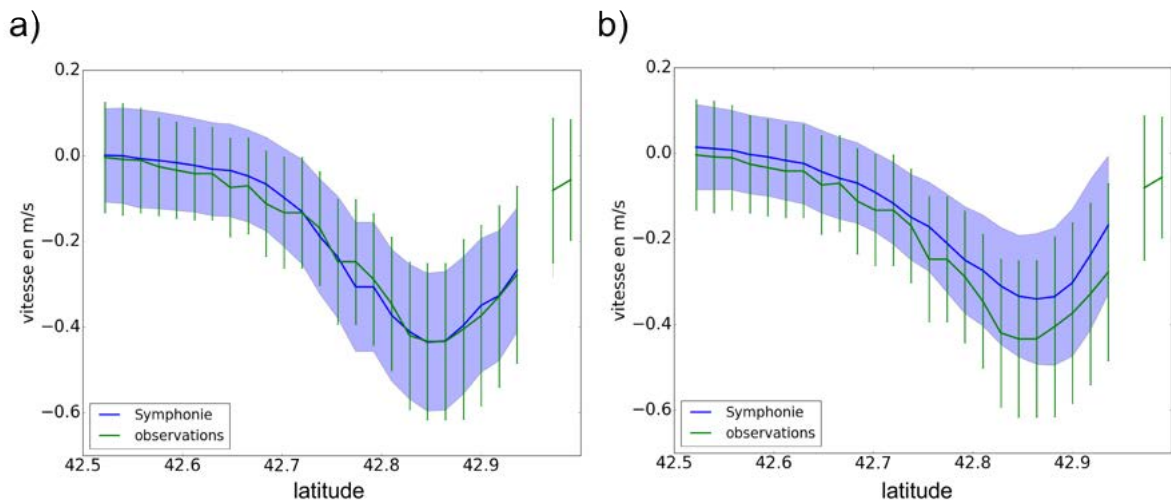 a)
0.2
0.0
−0.2
−0.4
−0.6
42.5 42.6 42.7 42.8 42.9
vitesse en m/s
latitude
Symphonie
observations
b)
0.2
0.0
−0.2
−0.4
−0.6
42.5 42.6 42.7 42.8 42.9
vitesse en m/s
latitude
Symphonie
observations